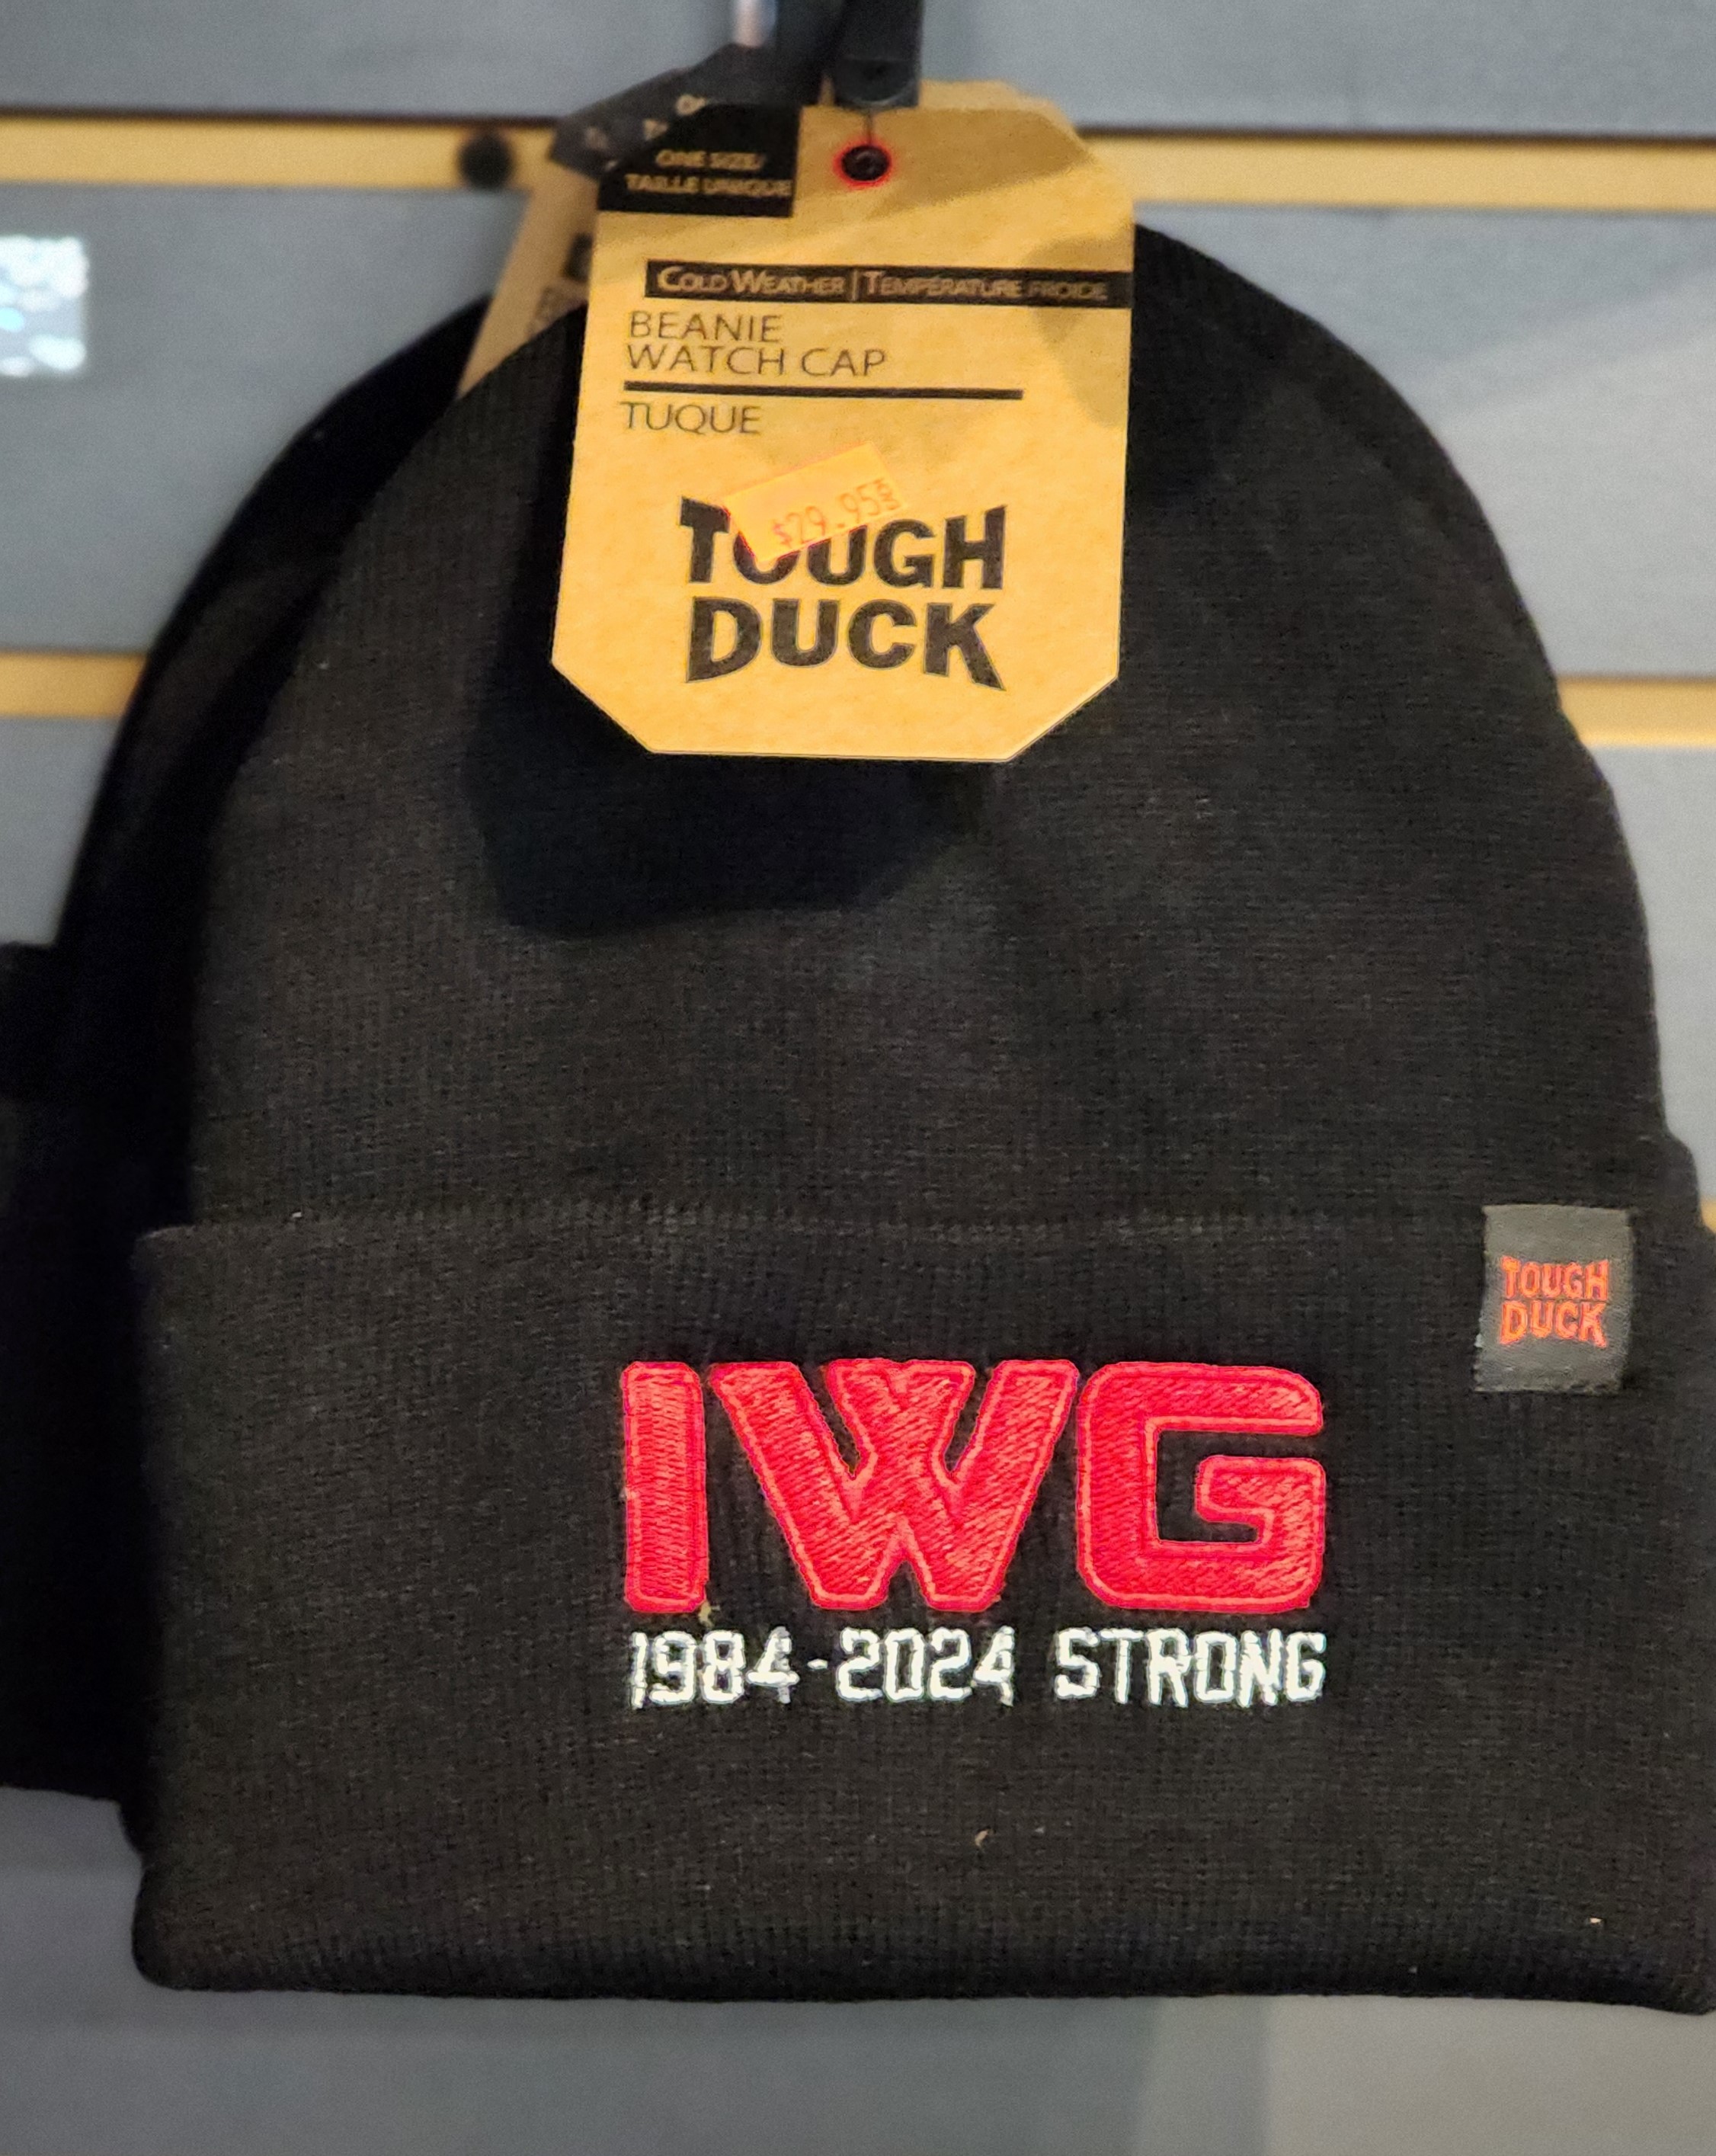 ONE SIZE/
TAILLE UNIQUE
COLD WEATHER | TEMPÉRATURE FROIDE
BEANIE
WATCH CAP
TUQUE
$29.95
TOUGH
DUCK
TOUGH
DUCK
IWG
1984-2024 STRONG